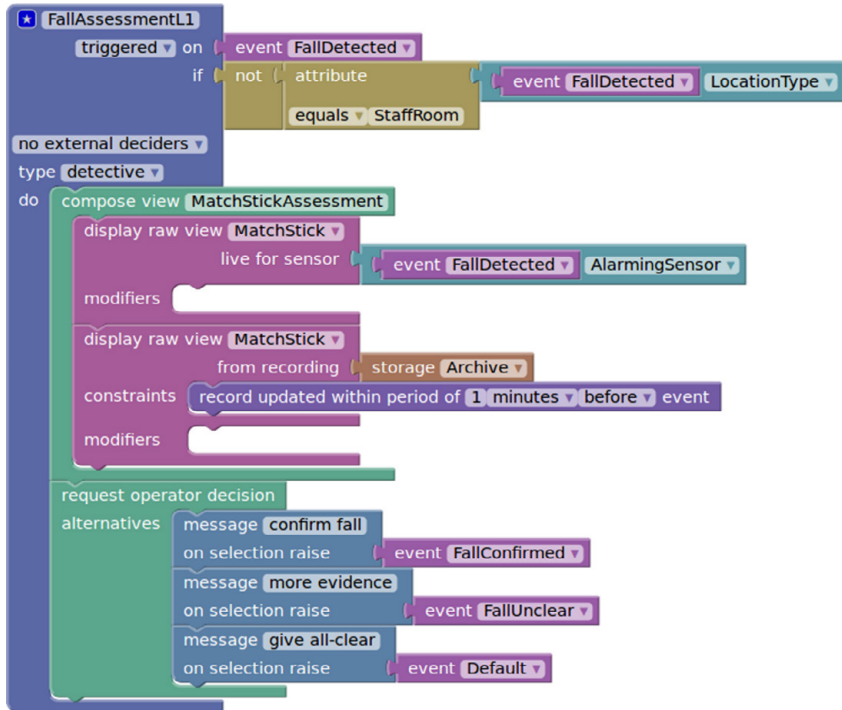 FallAssessmentL1
triggered on event FallDetected
if not attribute event FallDetected LocationType
equals StaffRoom
no external deciders
type detective
do compose view MatchStickAssessment
display raw view MatchStick
live for sensor event FallDetected AlarmingSensor
modifiers
display raw view MatchStick
from recording storage Archive
constraints record updated within period of 1 minutes before event
modifiers
request operator decision
alternatives message confirm fall
on selection raise event FallConfirmed
message more evidence
on selection raise event FallUnclear
message give all-clear
on selection raise event Default